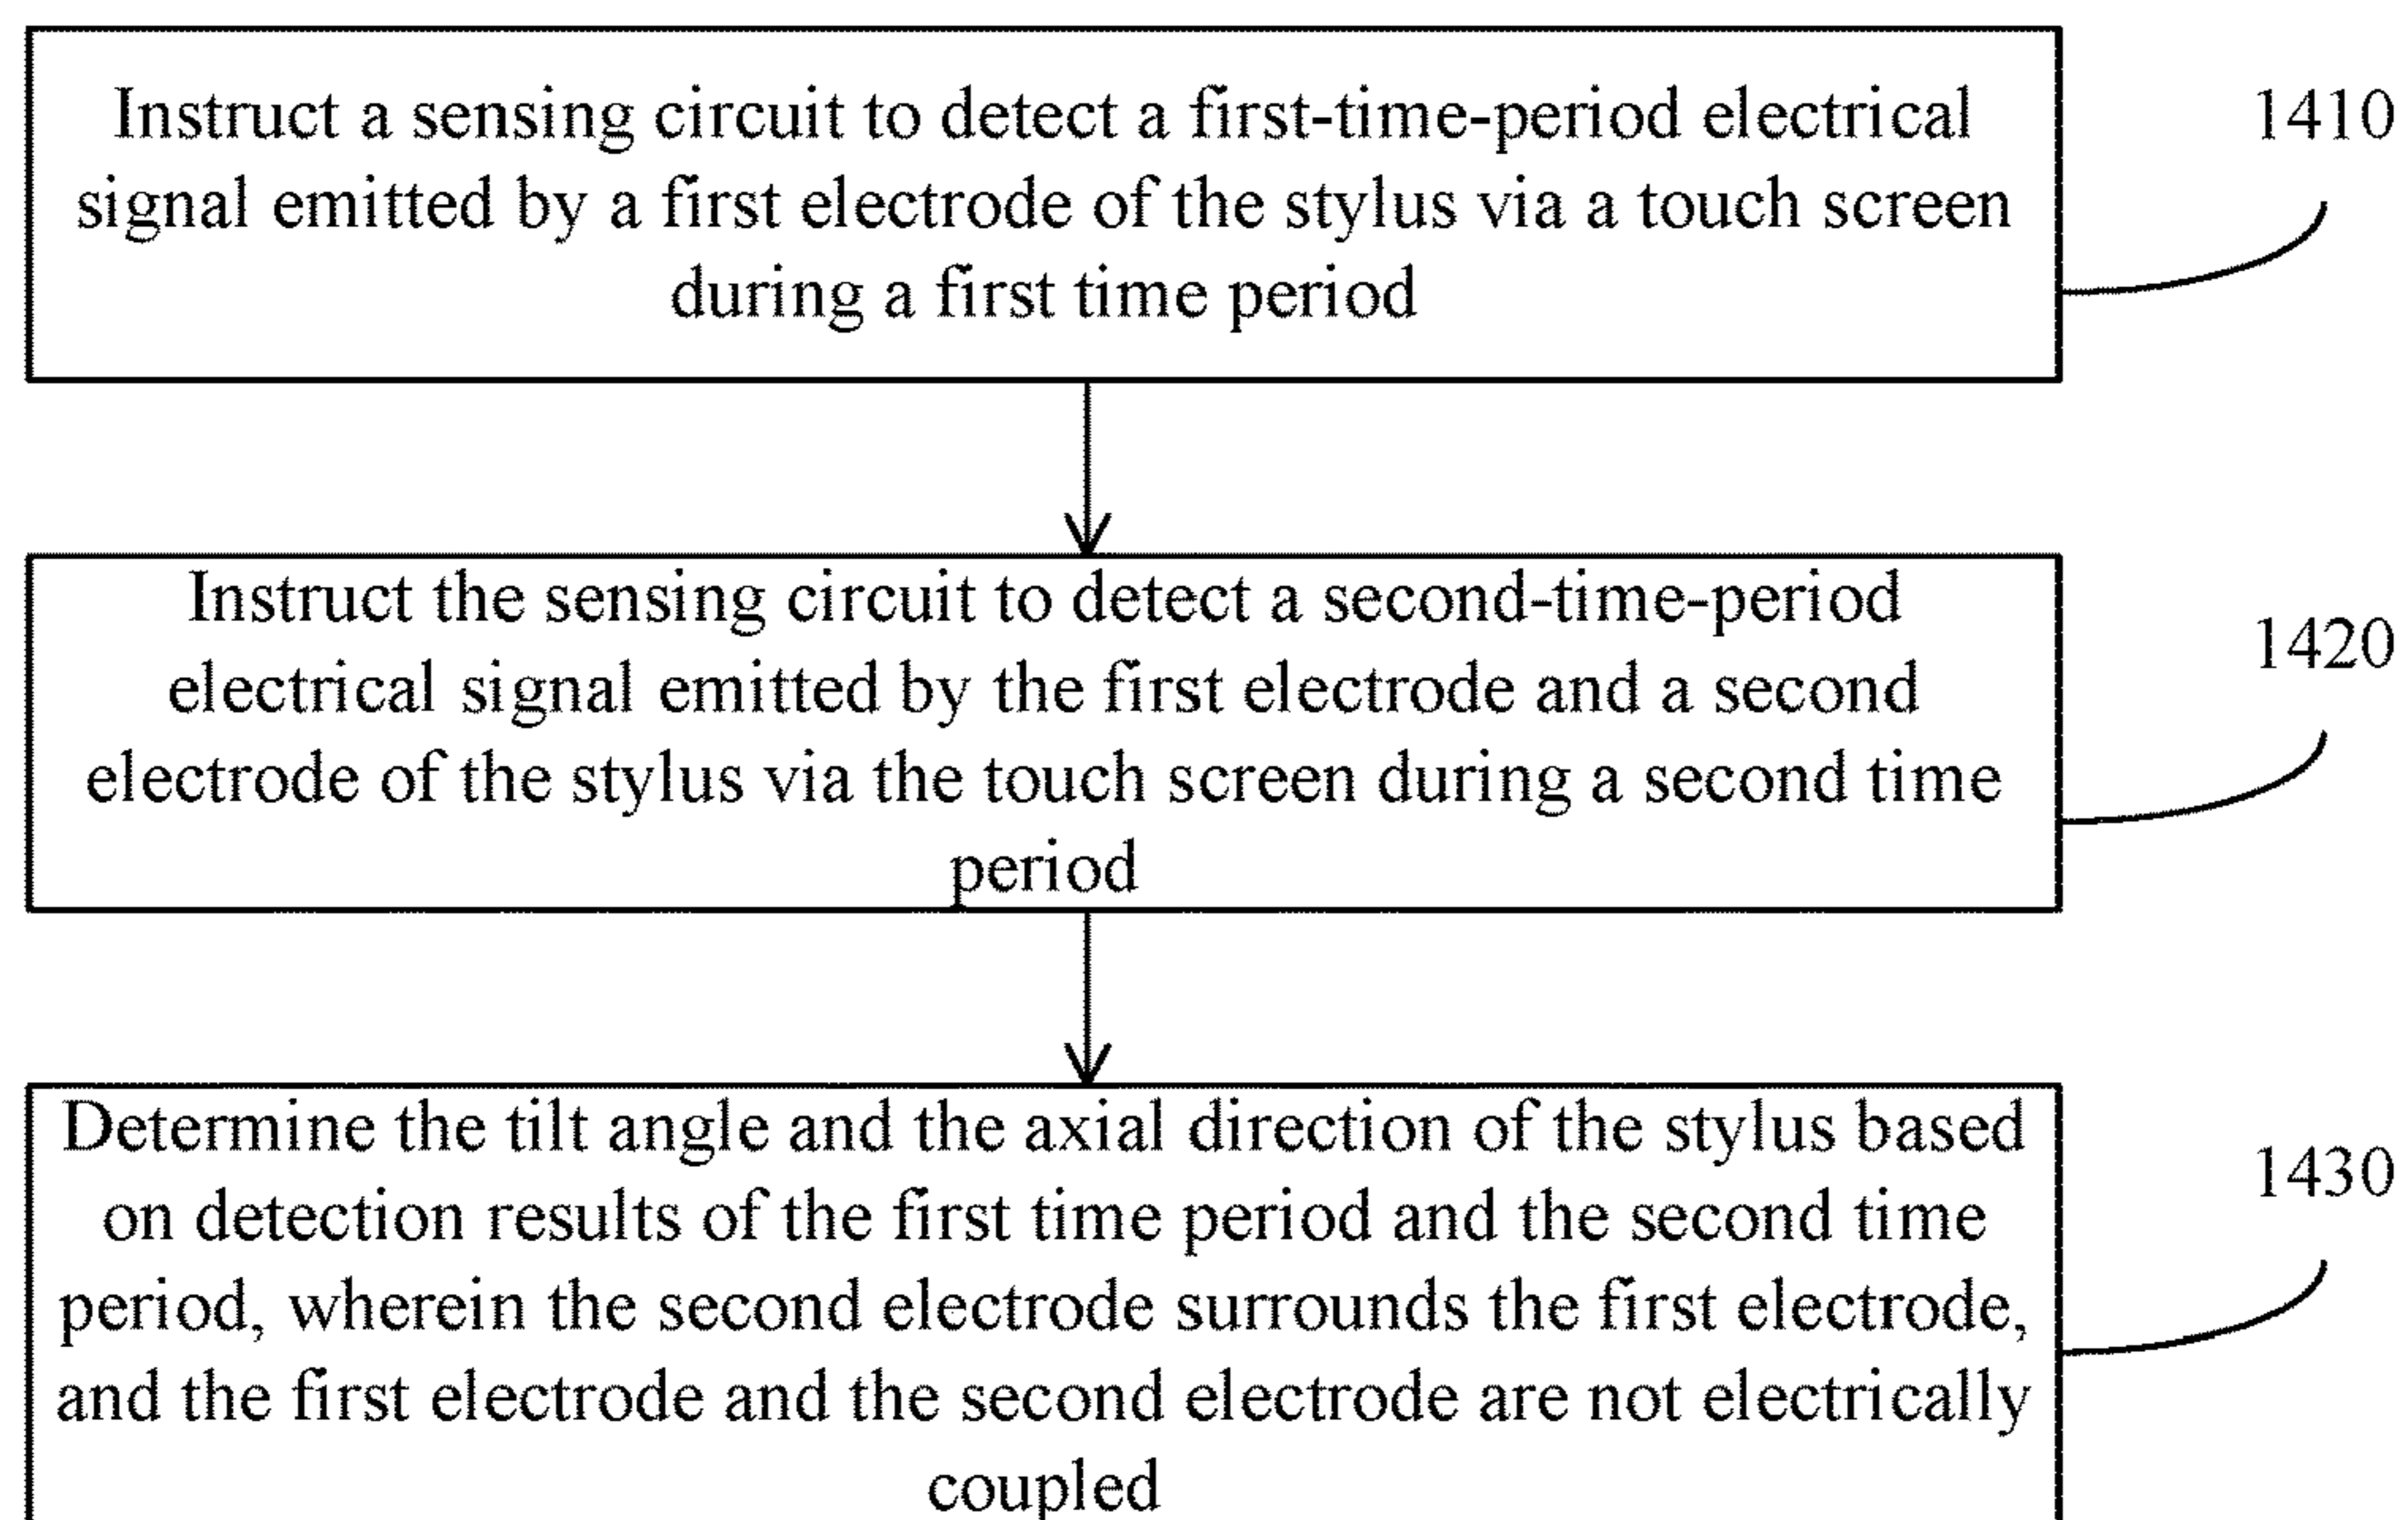 Instruct a sensing circuit to detect a first-time-period electrical
signal emitted by a first electrode of the stylus via a touch screen
during a first time period
1410
Instruct the sensing circuit to detect a second-time-period
electrical signal emitted by the first electrode and a second
electrode of the stylus via the touch screen during a second time
period
1420
Determine the tilt angle and the axial direction of the stylus based
on detection results of the first time period and the second time
period, wherein the second electrode surrounds the first electrode,
and the first electrode and the second electrode are not electrically
coupled
1430